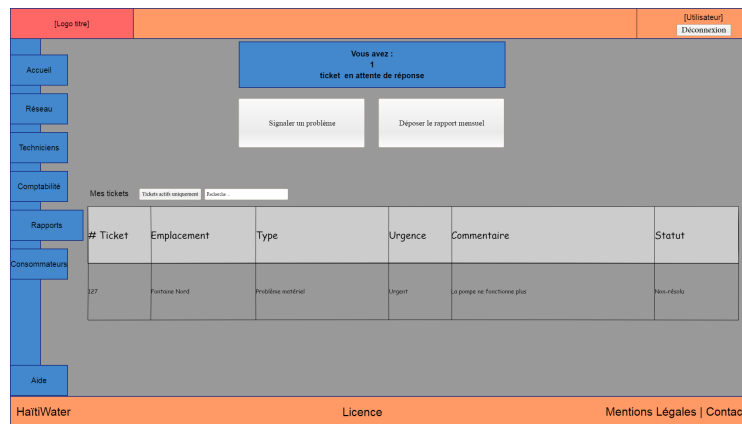 [Logo titre]
[Utilisateur]
Déconnexion
Vous avez :
1
ticket en attente de réponse
Accueil
Réseau
Techniciens
Comptabilité
Rapports
Consommateurs
Aide
Signaler un problème
Déposer le rapport mensuel
Mes tickets
Tickets actifs uniquement
Recherche...
# Ticket Emplacement Type Urgence Commentaire Statut
127 Fontaine Nord Problème matériel Urgent La pompe ne fonctionne plus Non-résolu
HaïtiWater Licence Mentions Légales | Contac